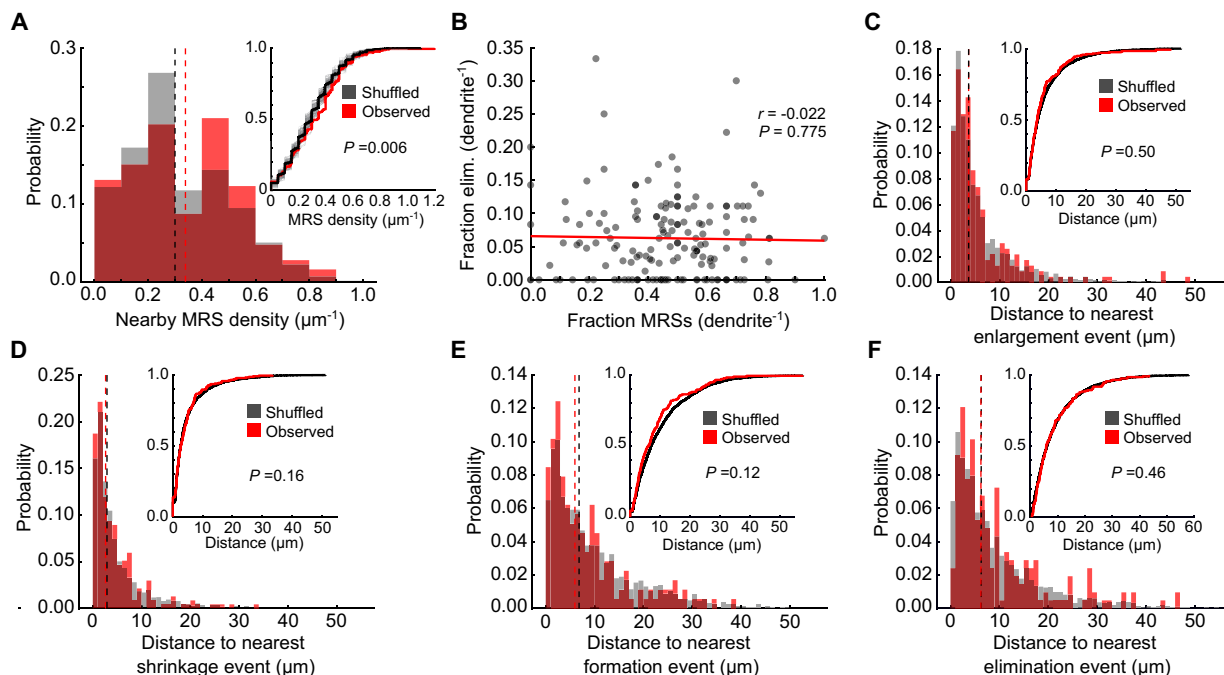 A
0.3
0.2
0.1
0.0
Probability
0.0 0.2 0.4 0.6 0.8 1.0
Nearby MRS density (µm⁻¹)
1.0
0.5
0
0 0.2 0.4 0.6 0.8 1.0 1.2
MRS density (µm⁻¹)
Shuffled
Observed
P =0.006
B
0.40
0.35
0.30
0.25
0.20
0.15
0.10
0.05
0.00
Fraction elim. (dendrite⁻¹)
r = -0.022
P = 0.775
0.0 0.2 0.4 0.6 0.8 1.0
Fraction MRSs (dendrite⁻¹)
C
0.18
0.16
0.14
0.12
0.10
0.08
0.06
0.04
0.02
0.00
Probability
0 10 20 30 40 50
Distance to nearest
enlargement event (µm)
1.0
0.5
0.0
0 10 20 30 40 50
Distance (µm)
Shuffled
Observed
P =0.50
D
0.25
0.20
0.15
0.10
0.05
0.00
Probability
0 10 20 30 40 50
Distance to nearest
shrinkage event (µm)
1.0
0.5
0.0
0 10 20 30 40 50
Distance (µm)
Shuffled
Observed
P =0.16
E
0.14
0.12
0.10
0.08
0.06
0.04
0.02
0.00
Probability
0 10 20 30 40 50
Distance to nearest
formation event (µm)
1.0
0.5
0.0
0 10 20 30 40 50
Distance (µm)
Shuffled
Observed
P =0.12
F
0.14
0.12
0.10
0.08
0.06
0.04
0.02
0.00
Probability
0 10 20 30 40 50
Distance to nearest
elimination event (µm)
1.0
0.5
0.0
0 10 20 30 40 50 60
Distance (µm)
Shuffled
Observed
P =0.46